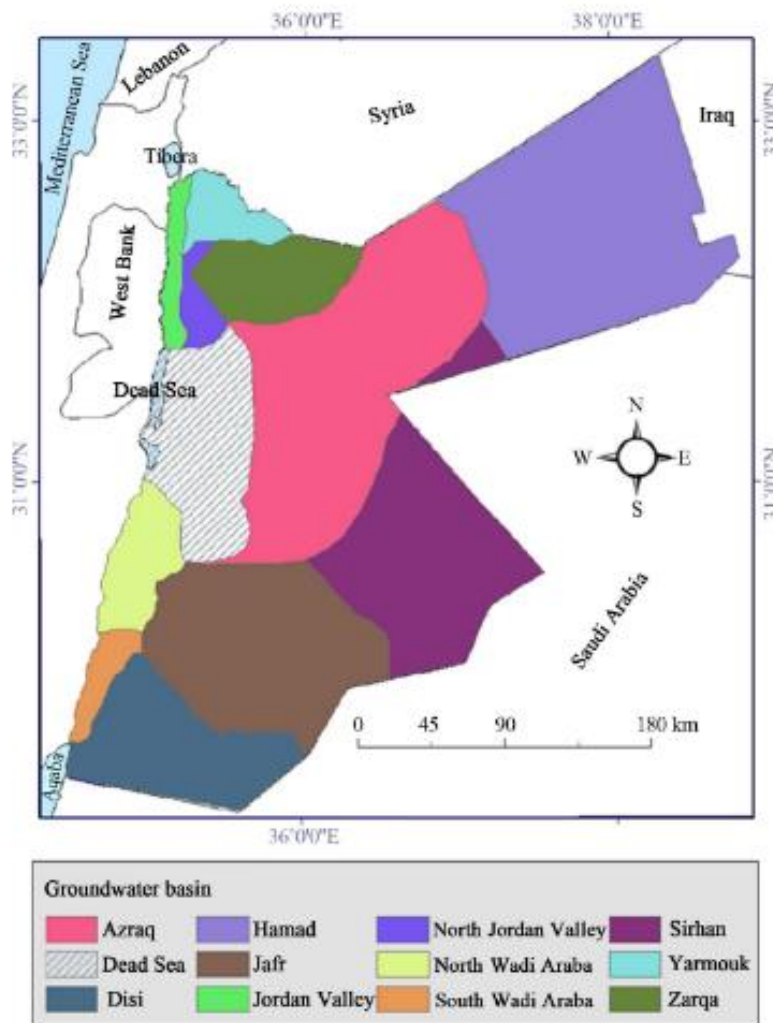 36°0'0"E 38°0'0"E
Mediterranean Sea
Lebanon
Syria
Iraq
33°0'0"N
Tibera
West Bank
Dead Sea
N
W E
S
31°0'0"N
Saudi Arabia
0 45 90 180 km
Aqaba
36°0'0"E
Groundwater basin
Azraq Hamad North Jordan Valley Sirhan
Dead Sea Jafr North Wadi Araba Yarmouk
Disi Jordan Valley South Wadi Araba Zarqa